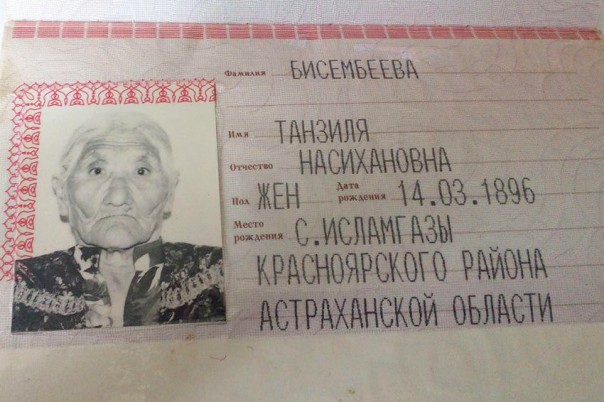 Фамилия БИСЕМБЕЕВА
Имя ТАНЗИЛЯ
Отчество НАСИХАНОВНА
Пол ЖЕН Дата рождения 14.03.1896
Место рождения С.ИСЛАМГАЗЫ
КРАСНОЯРСКОГО РАЙОНА
АСТРАХАНСКОЙ ОБЛАСТИ